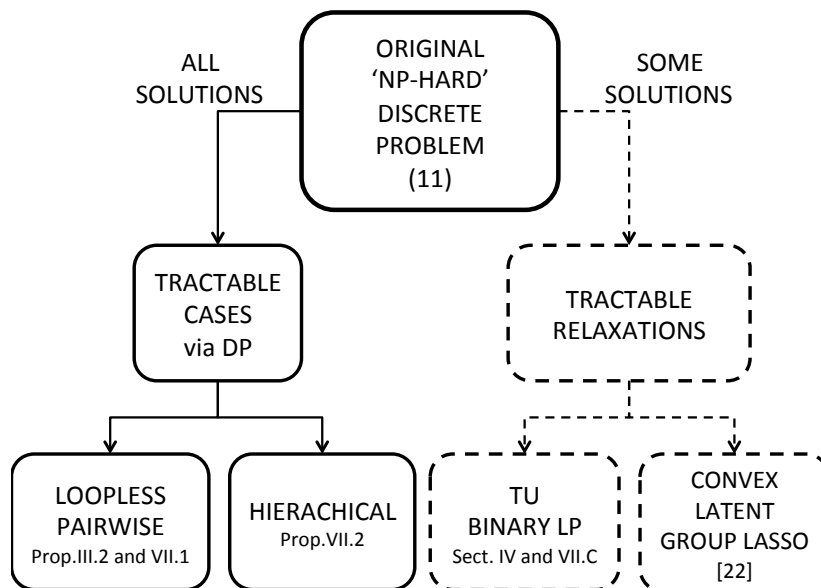 ORIGINAL
‘NP-HARD’
DISCRETE
PROBLEM
(11)
ALL
SOLUTIONS
SOME
SOLUTIONS
TRACTABLE
CASES
via DP
TRACTABLE
RELAXATIONS
LOOPLESS
PAIRWISE
Prop.III.2 and VII.1
HIERACHICAL
Prop.VII.2
TU
BINARY LP
Sect. IV and VII.C
CONVEX
LATENT
GROUP LASSO
[22]